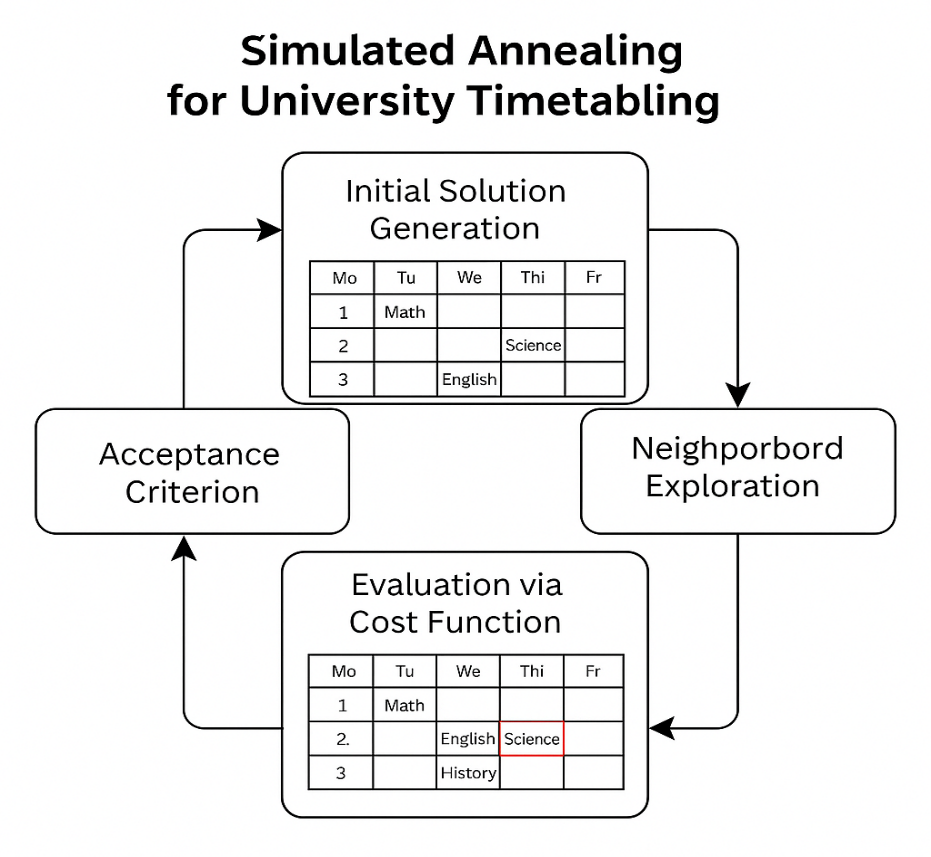 Simulated Annealing
for University Timetabling
Initial Solution
Generation
Mo Tu We Thi Fr
1 Math
2 Science
3 English
Acceptance
Criterion
Neighporbord
Exploration
Evaluation via
Cost Function
Mo Tu We Thi Fr
1 Math
2. English Science
3 History